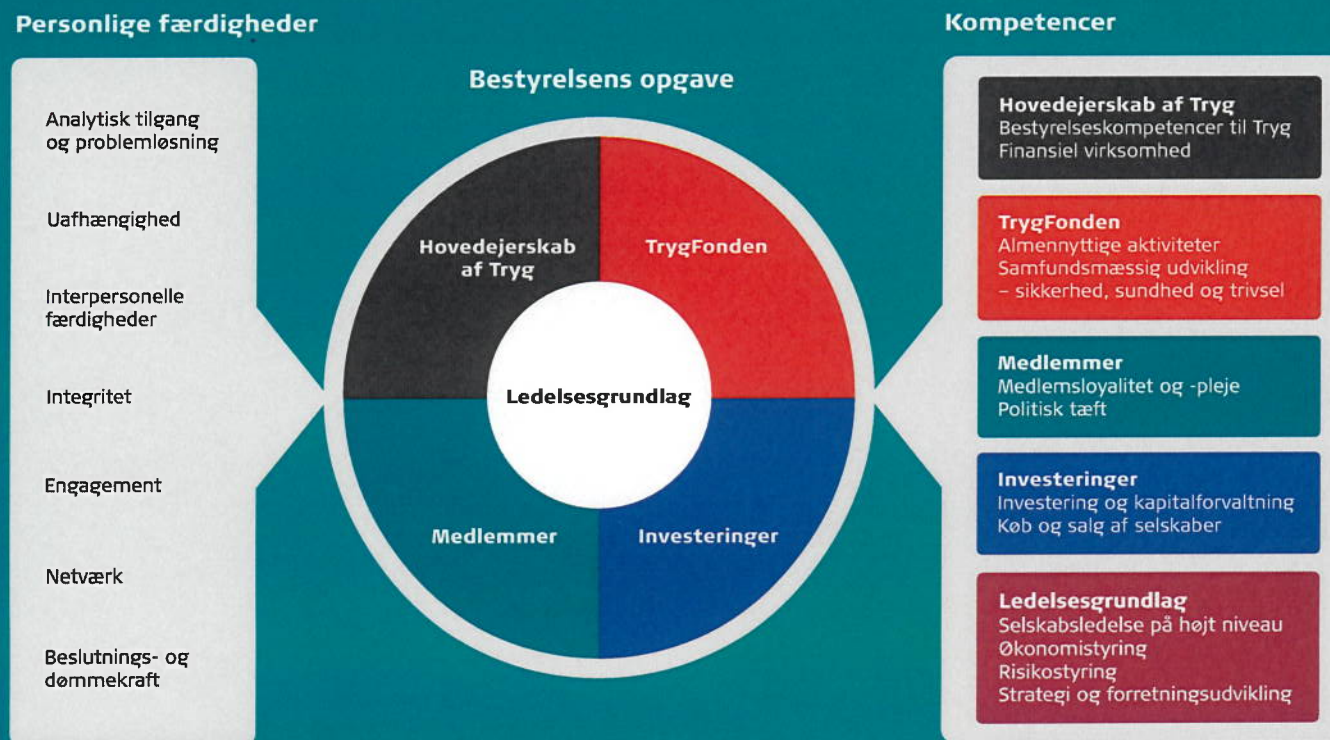 Personlige færdigheder
Analytisk tilgang
og problemløsning
Uafhængighed
Interpersonelle
færdigheder
Integritet
Engagement
Netværk
Beslutnings- og
dømmekraft
Bestyrelsens opgave
Hovedejerskab
af Tryg
TrygFonden
Ledelsesgrundlag
Medlemmer
Investeringer
Kompetencer
Hovedejerskab af Tryg
Bestyrelseskompetencer til Tryg
Finansiel virksomhed
TrygFonden
Almennyttige aktiviteter
Samfundsmæssig udvikling
– sikkerhed, sundhed og trivsel
Medlemmer
Medlemsloyalitet og -pleje
Politisk tæft
Investeringer
Investering og kapitalforvaltning
Køb og salg af selskaber
Ledelsesgrundlag
Selskabsledelse på højt niveau
Økonomistyring
Risikostyring
Strategi og forretningsudvikling